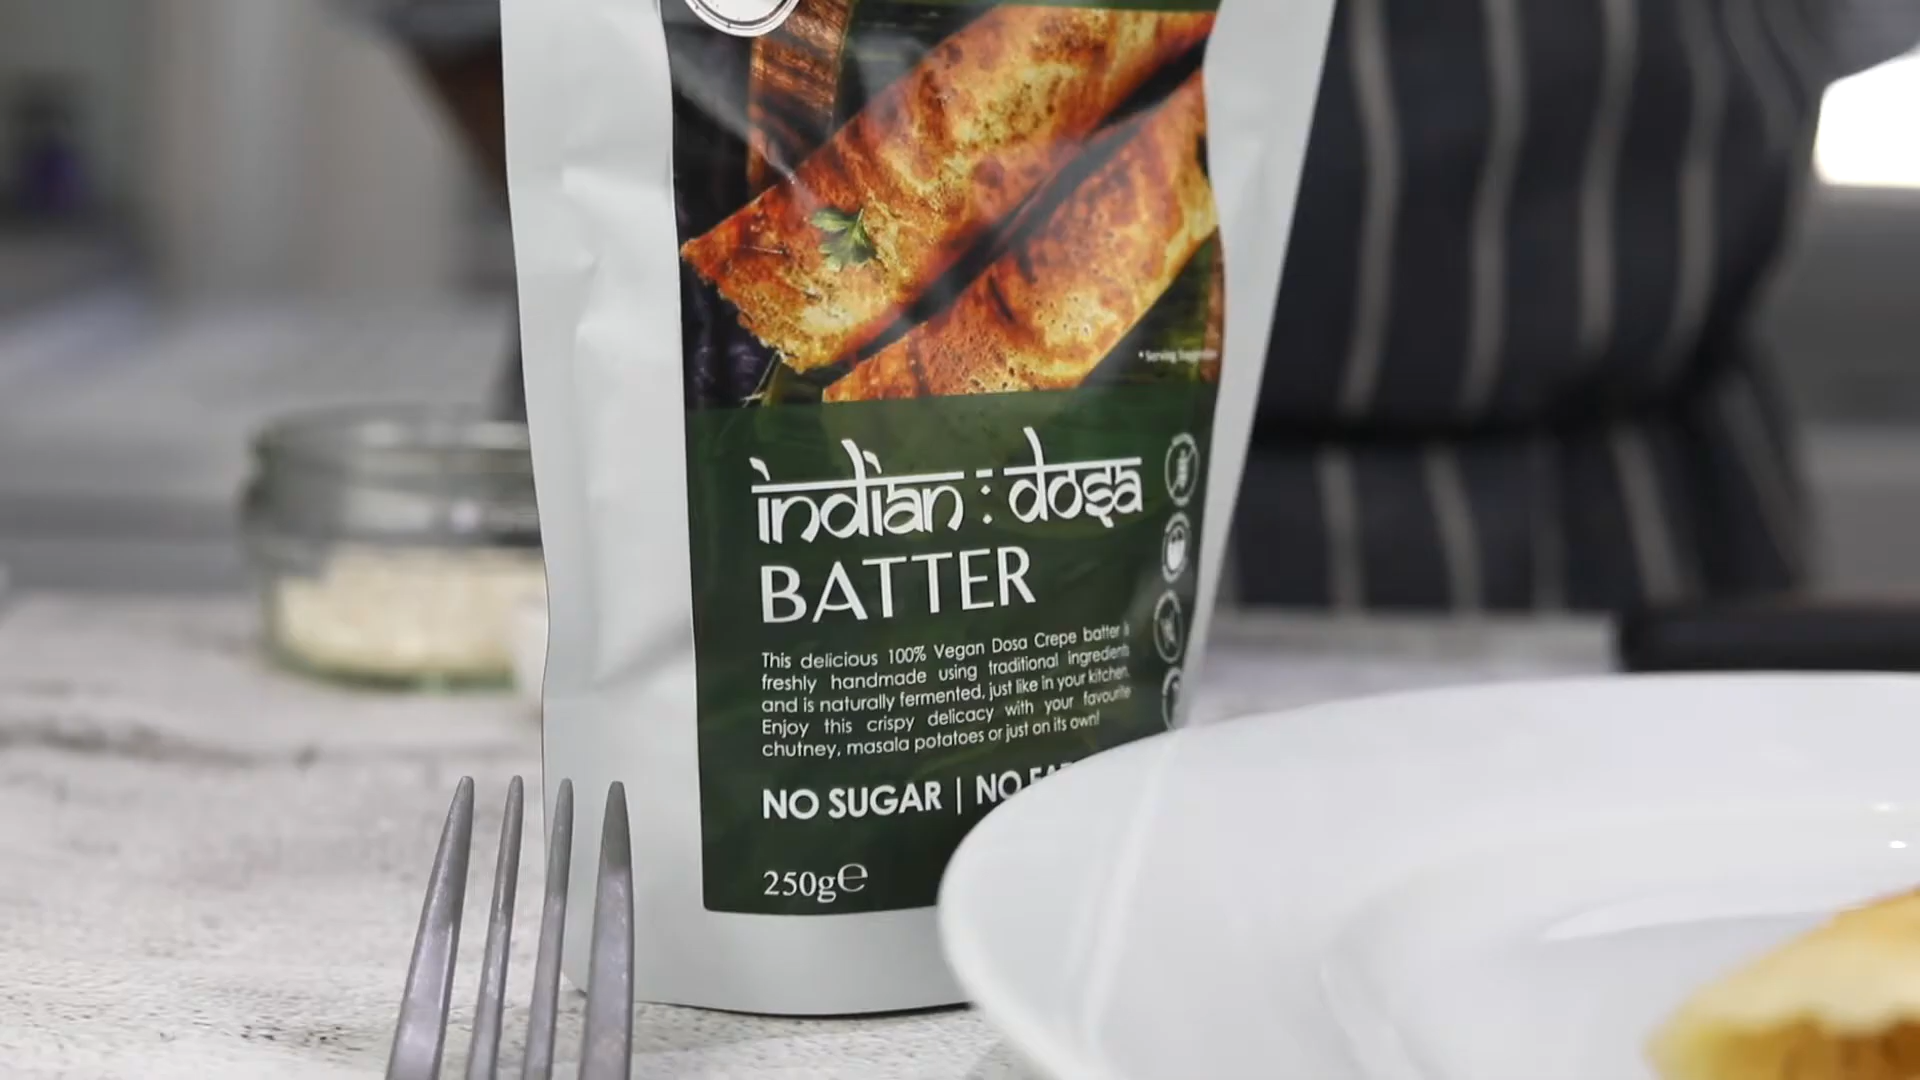 * Serving Suggestion
indian : dosa
BATTER
This delicious 100% Vegan Dosa Crepe batter is
freshly handmade using traditional ingredients
and is naturally fermented, just like in your kitchen.
Enjoy this crispy delicacy with your favourite
chutney, masala potatoes or just on its own!
NO SUGAR | NO
250g℮